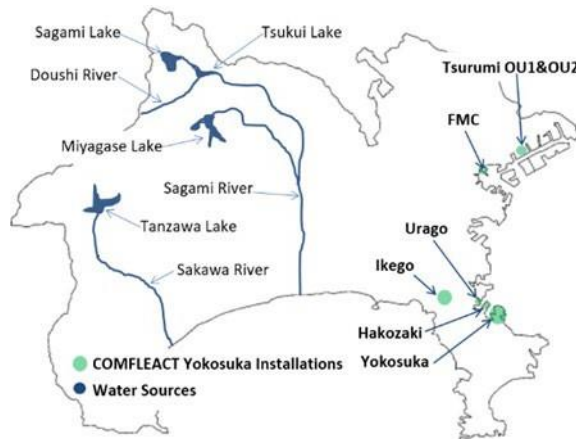 Sagami Lake
Tsukui Lake
Doushi River
Tsurumi OU1&OU2
FMC
Miyagase Lake
Sagami River
Urago
Tanzawa Lake
Ikego
Sakawa River
Hakozaki
COMFLEACT Yokosuka Installations
Yokosuka
Water Sources